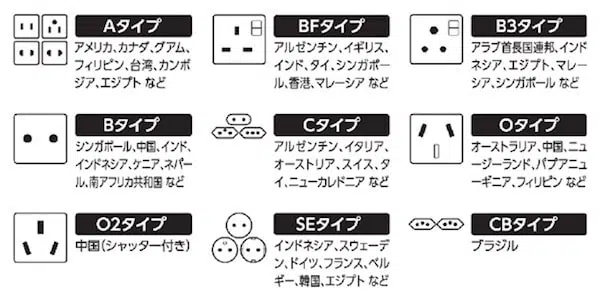 Aタイプ
アメリカ、カナダ、グアム、
フィリピン、台湾、カンボ
ジア、エジプト など
BFタイプ
アルゼンチン、イギリス、
インド、タイ、シンガポー
ル、香港、マレーシア など
B3タイプ
アラブ首長国連邦、インド
ネシア、エジプト、マレー
シア、シンガポール など
Bタイプ
シンガポール、中国、インド、
インドネシア、ケニア、ネパー
ル、南アフリカ共和国 など
Cタイプ
アルゼンチン、イタリア、
オーストリア、スイス、タ
イ、ニューカレドニア など
Oタイプ
オーストラリア、中国、ニュ
ージーランド、パプアニュ
ーギニア、フィリピン など
O2タイプ
中国(シャッター付き)
SEタイプ
インドネシア、スウェーデ
ン、ドイツ、フランス、ベル
ギー、韓国、エジプト など
CBタイプ
ブラジル